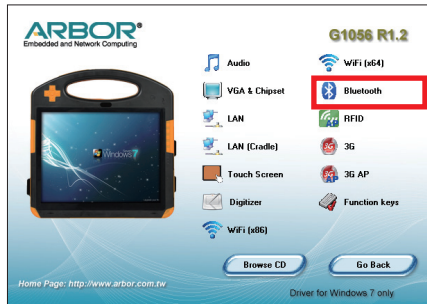 ARBOR®
Embedded and Network Computing
G1056 R1.2
Audio
VGA & Chipset
LAN
LAN (Cradle)
Touch Screen
Digitizer
WiFi (x86)
WiFi (x64)
Bluetooth
RFID
3G
3G AP
Function keys
Windows 7
Browse CD
Go Back
Home Page: http://www.arbor.com.tw
Driver for Windows 7 only